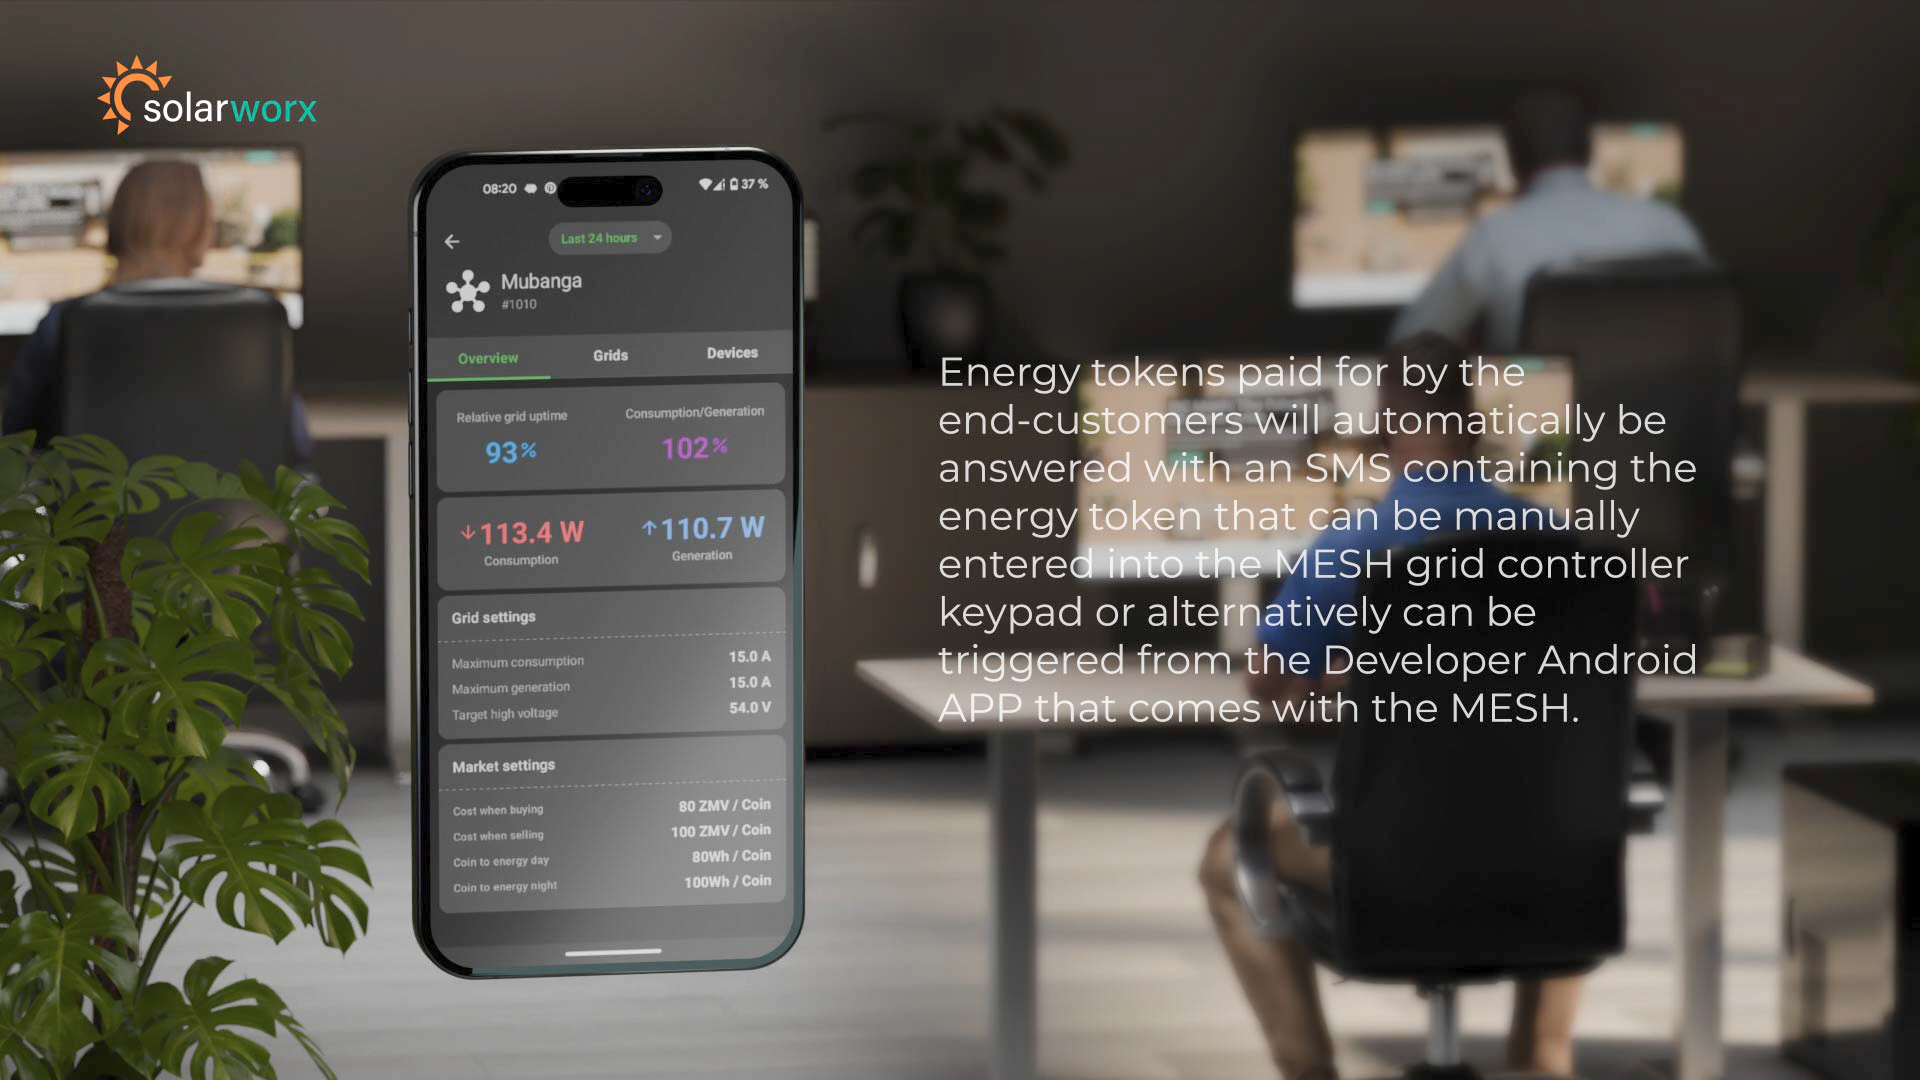 solarworx
08:20
37 %
Last 24 hours
Mubanga
#1010
Overview
Grids
Devices
Relative grid uptime
93%
Consumption/Generation
102%
↓113.4 W
Consumption
↑110.7 W
Generation
Grid settings
Maximum consumption 15.0 A
Maximum generation 15.0 A
Target high voltage 54.0 V
Market settings
Cost when buying 80 ZMV / Coin
Cost when selling 100 ZMV / Coin
Coin to energy day 80Wh / Coin
Coin to energy night 100Wh / Coin
Energy tokens paid for by the
end-customers will automatically be
answered with an SMS containing the
energy token that can be manually
entered into the MESH grid controller
keypad or alternatively can be
triggered from the Developer Android
APP that comes with the MESH.